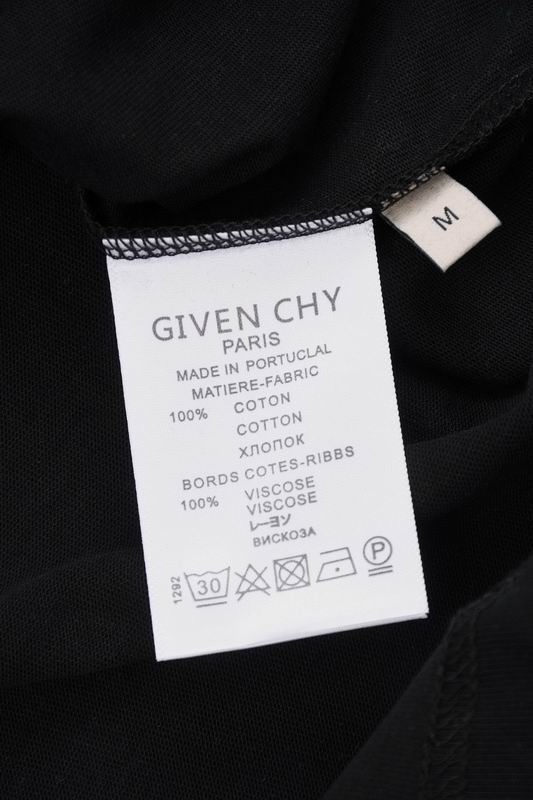 M
GIVEN CHY
PARIS
MADE IN PORTUCLAL
MATIERE-FABRIC
100% COTON
COTTON
ХЛОПОК
BORDS COTES-RIBBS
100% VISCOSE
VISCOSE
レーヨン
ВИСКОЗА
1292 30 P